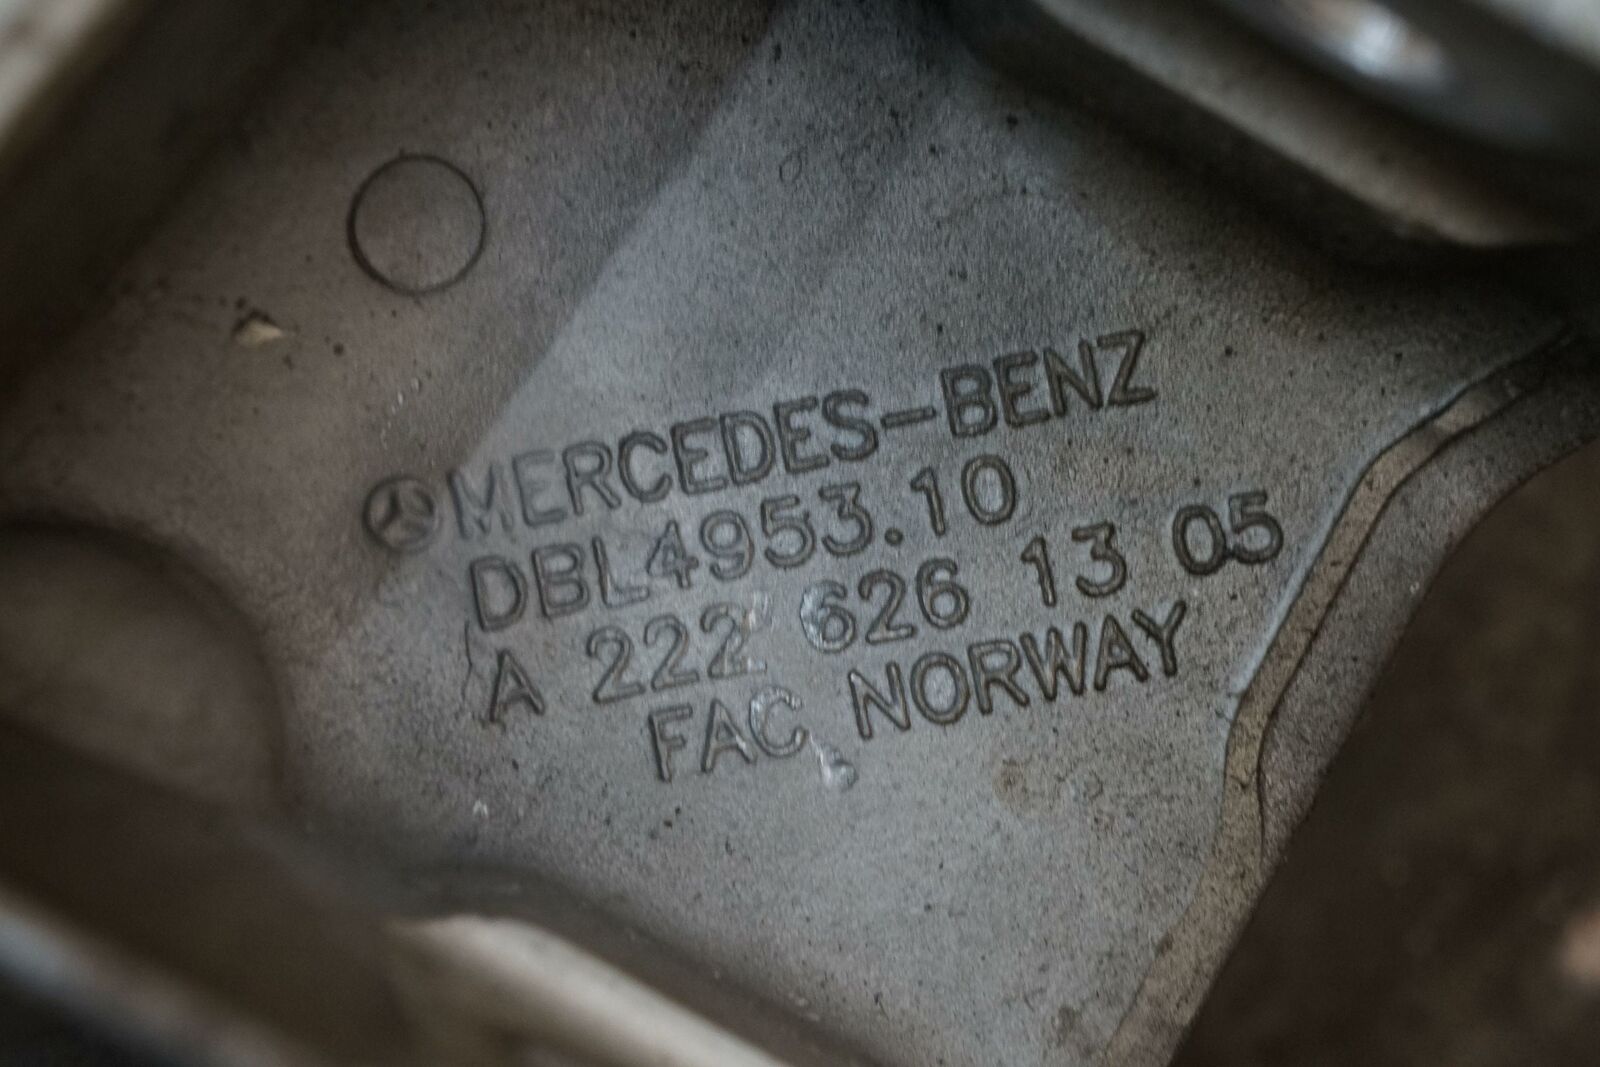 MERCEDES-BENZ
DBL4953.10
A 222 626 13 05
FAC NORWAY